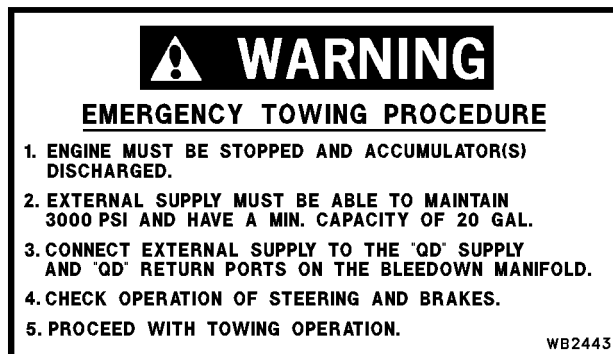 WARNING
EMERGENCY TOWING PROCEDURE
1. ENGINE MUST BE STOPPED AND ACCUMULATOR(S)
DISCHARGED.
2. EXTERNAL SUPPLY MUST BE ABLE TO MAINTAIN
3000 PSI AND HAVE A MIN. CAPACITY OF 20 GAL.
3. CONNECT EXTERNAL SUPPLY TO THE "QD" SUPPLY
AND "QD" RETURN PORTS ON THE BLEEDOWN MANIFOLD.
4. CHECK OPERATION OF STEERING AND BRAKES.
5. PROCEED WITH TOWING OPERATION.
WB2443